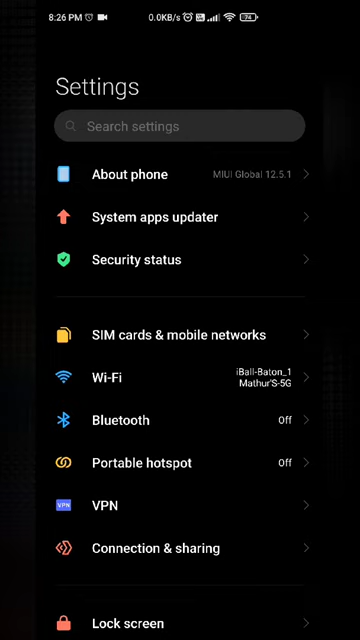 8:26 PM 0.0KB/s 74
Settings
Search settings
About phone MIUI Global 12.5.1
System apps updater
Security status
SIM cards & mobile networks
Wi-Fi iBall-Baton_1
Mathur'S-5G
Bluetooth Off
Portable hotspot Off
VPN VPN
Connection & sharing
Lock screen